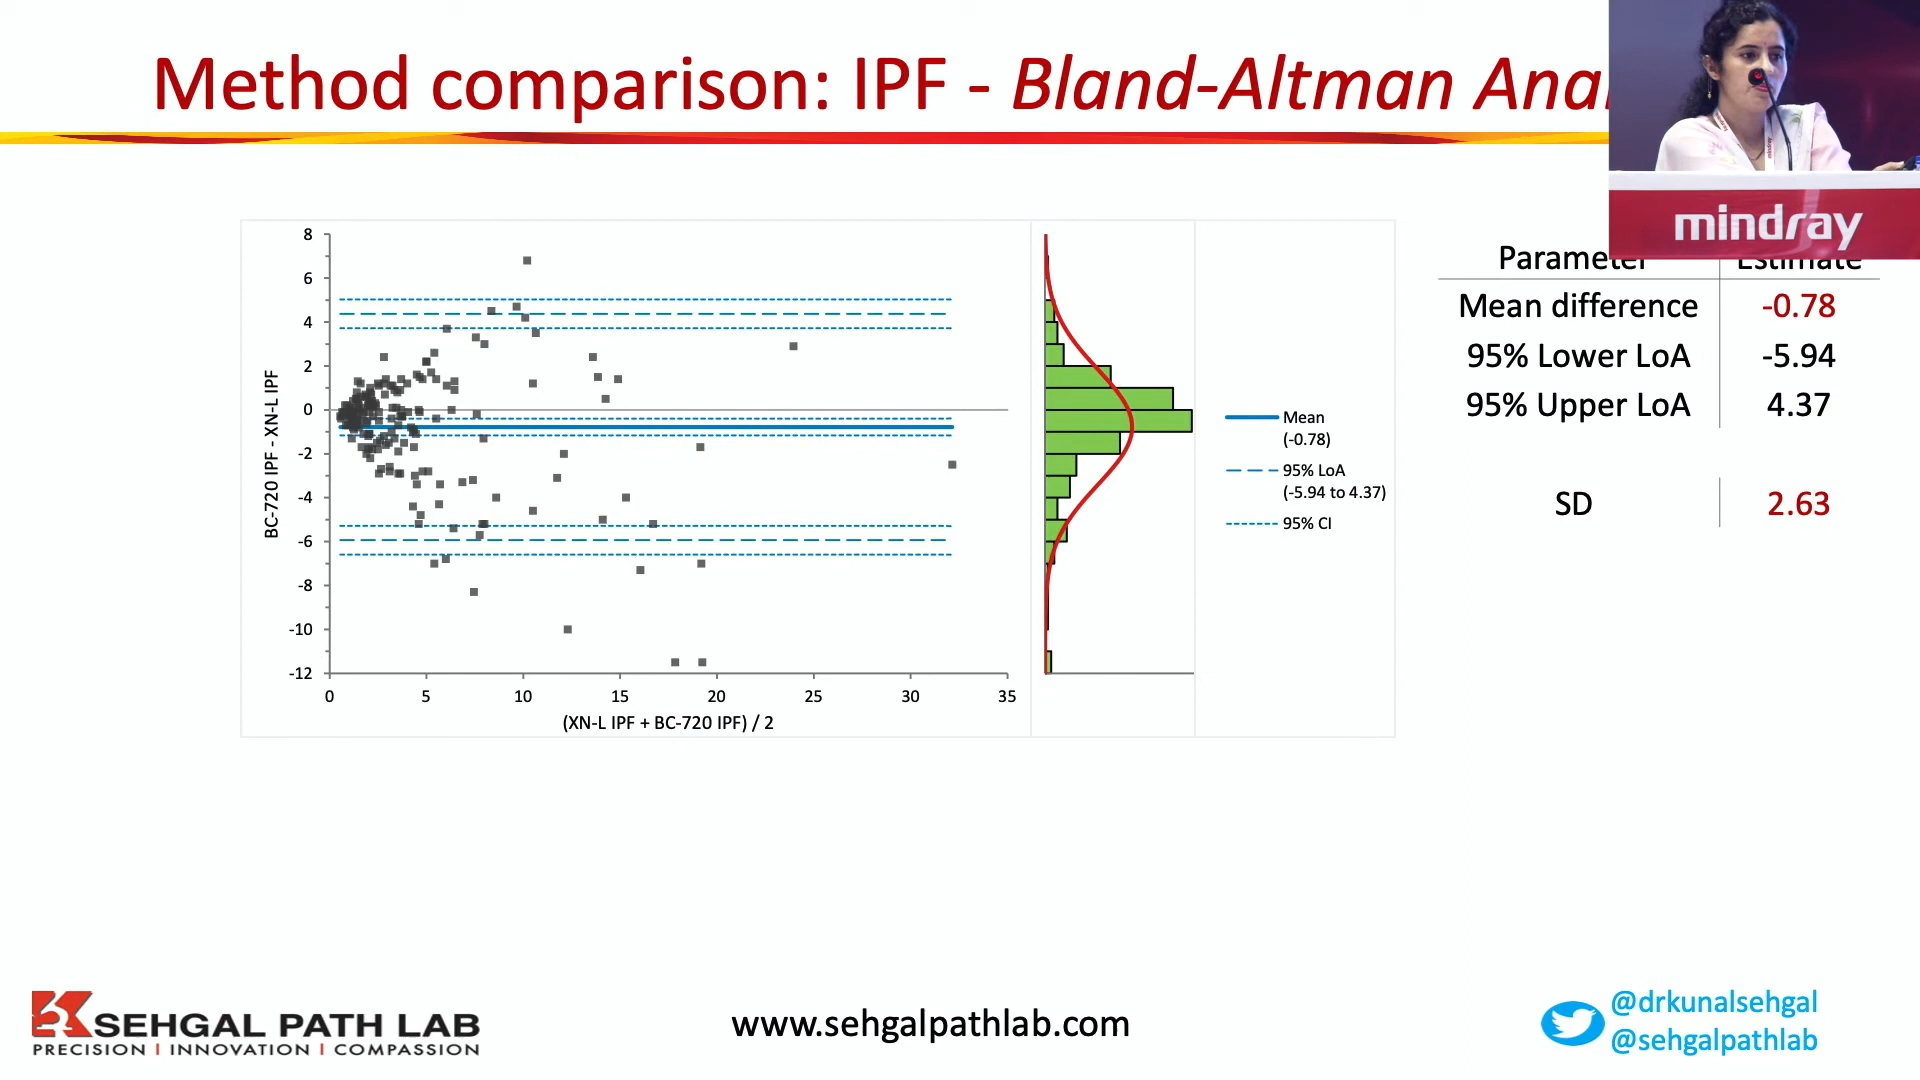 Method comparison: IPF - Bland-Altman Ana
mindray
Parameter Estimate
Mean difference -0.78
95% Lower LoA -5.94
95% Upper LoA 4.37
SD 2.63
8
6
4
2
0
-2
-4
-6
-8
-10
-12
BC-720 IPF - XN-L IPF
0 5 10 15 20 25 30 35
(XN-L IPF + BC-720 IPF) / 2
Mean
(-0.78)
95% LoA
(-5.94 to 4.37)
95% CI
SEHGAL PATH LAB
PRECISION I INNOVATION I COMPASSION
www.sehgalpathlab.com
@drkunalsehgal
@sehgalpathlab